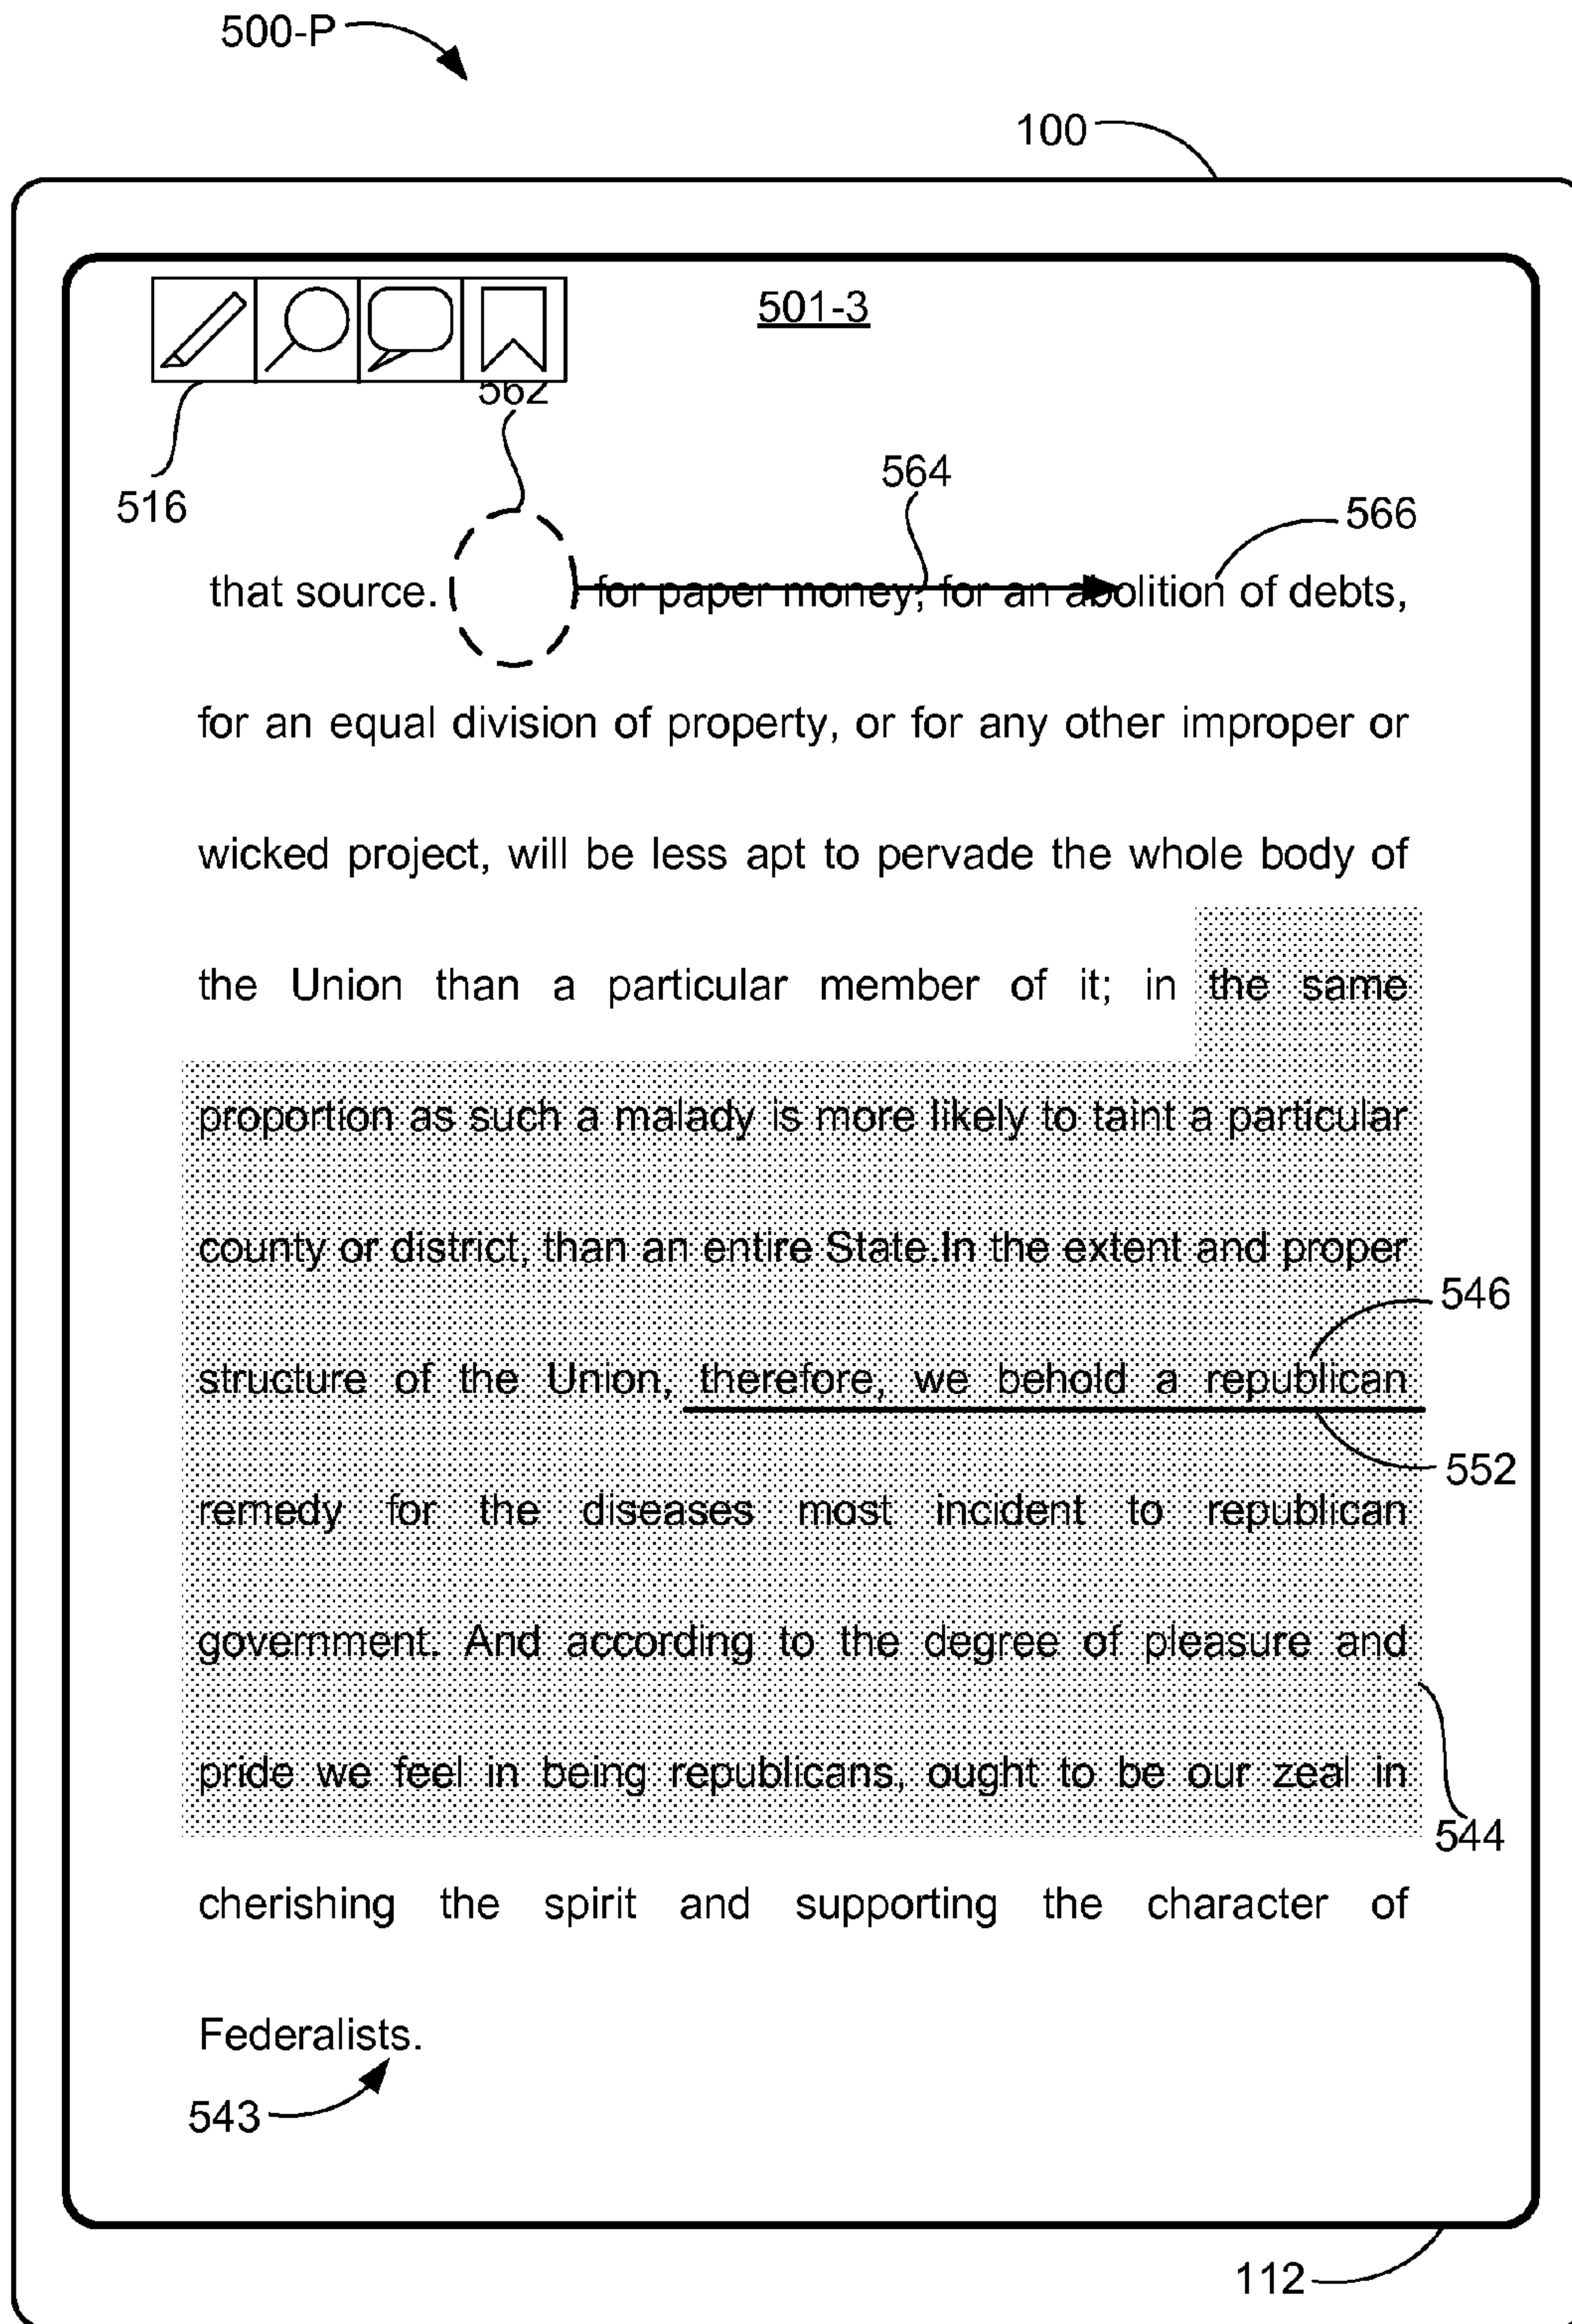 500-P
100
501-3
562
516
564
566
that source. for paper money; for an abolition of debts,
for an equal division of property, or for any other improper or
wicked project, will be less apt to pervade the whole body of
the Union than a particular member of it; in the same
proportion as such a malady is more likely to taint a particular
county or district, than an entire State.In the extent and proper
546
structure of the Union, therefore, we behold a republican
552
remedy for the diseases most incident to republican
government. And according to the degree of pleasure and
pride we feel in being republicans, ought to be our zeal in
544
cherishing the spirit and supporting the character of
Federalists.
543
112